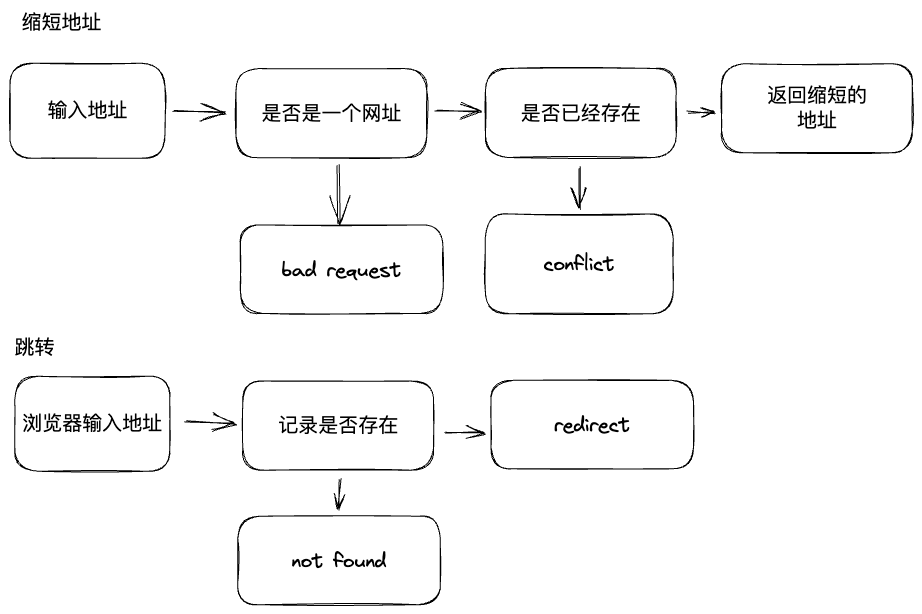 缩短地址
输入地址
是否是一个网址
是否已经存在
返回缩短的
地址
bad request
conflict
跳转
浏览器输入地址
记录是否存在
redirect
not found